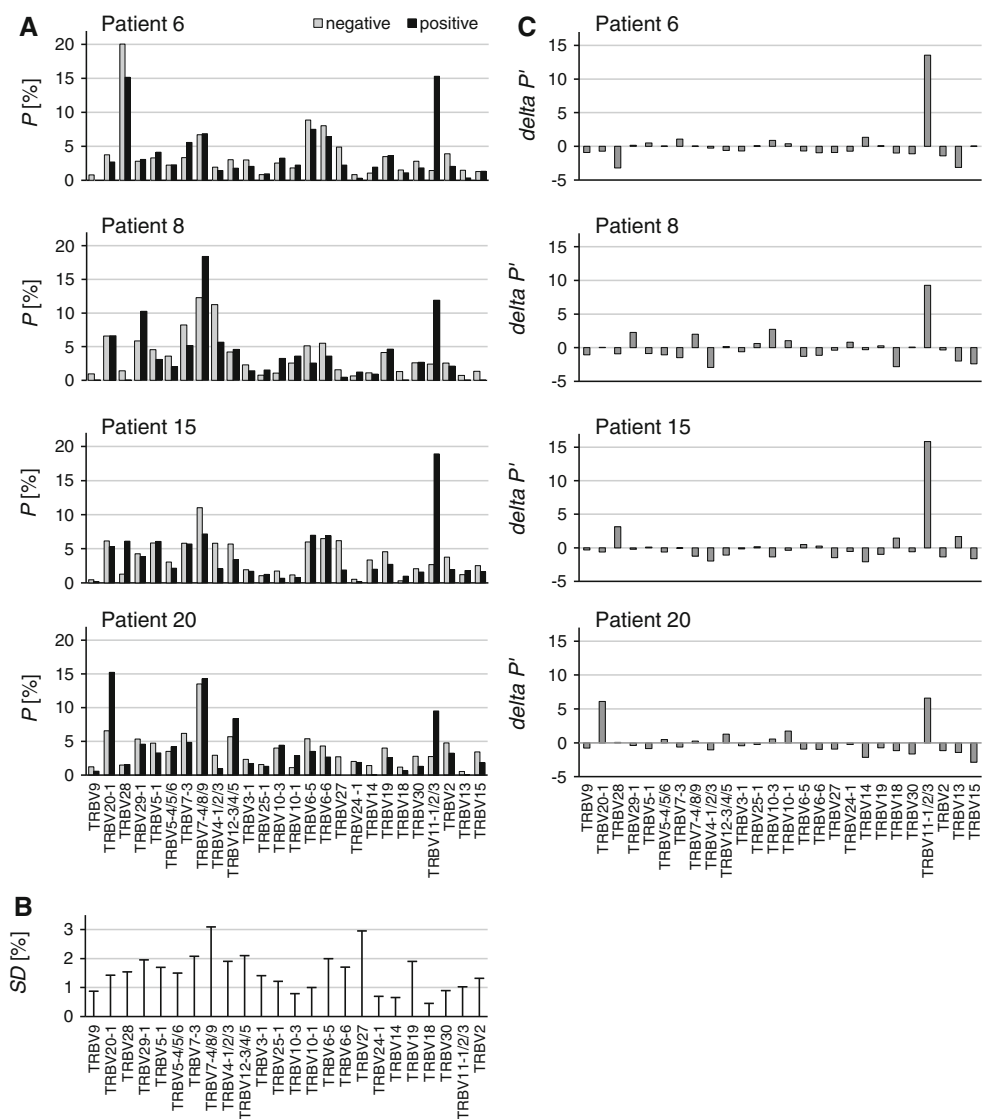 A
Patient 6
negative
positive
P [%]
20
15
10
5
0
Patient 8
P [%]
20
15
10
5
0
Patient 15
P [%]
20
15
10
5
0
Patient 20
P [%]
20
15
10
5
0
TRBV9
TRBV20-1
TRBV28
TRBV29-1
TRBV5-1
TRBV5-4/5/6
TRBV7-3
TRBV7-4/8/9
TRBV4-1/2/3
TRBV12-3/4/5
TRBV3-1
TRBV25-1
TRBV10-3
TRBV10-1
TRBV6-5
TRBV6-6
TRBV27
TRBV24-1
TRBV14
TRBV19
TRBV18
TRBV30
TRBV11-1/2/3
TRBV2
TRBV13
TRBV15
B
SD [%]
3
2
1
0
TRBV9
TRBV20-1
TRBV28
TRBV29-1
TRBV5-1
TRBV5-4/5/6
TRBV7-3
TRBV7-4/8/9
TRBV4-1/2/3
TRBV12-3/4/5
TRBV3-1
TRBV25-1
TRBV10-3
TRBV10-1
TRBV6-5
TRBV6-6
TRBV27
TRBV24-1
TRBV14
TRBV19
TRBV18
TRBV30
TRBV11-1/2/3
TRBV2
C
Patient 6
delta P'
15
10
5
0
-5
Patient 8
delta P'
15
10
5
0
-5
Patient 15
delta P'
15
10
5
0
-5
Patient 20
delta P'
15
10
5
0
-5
TRBV9
TRBV20-1
TRBV28
TRBV29-1
TRBV5-1
TRBV5-4/5/6
TRBV7-3
TRBV7-4/8/9
TRBV4-1/2/3
TRBV12-3/4/5
TRBV3-1
TRBV25-1
TRBV10-3
TRBV10-1
TRBV6-5
TRBV6-6
TRBV27
TRBV24-1
TRBV14
TRBV19
TRBV18
TRBV30
TRBV11-1/2/3
TRBV2
TRBV13
TRBV15